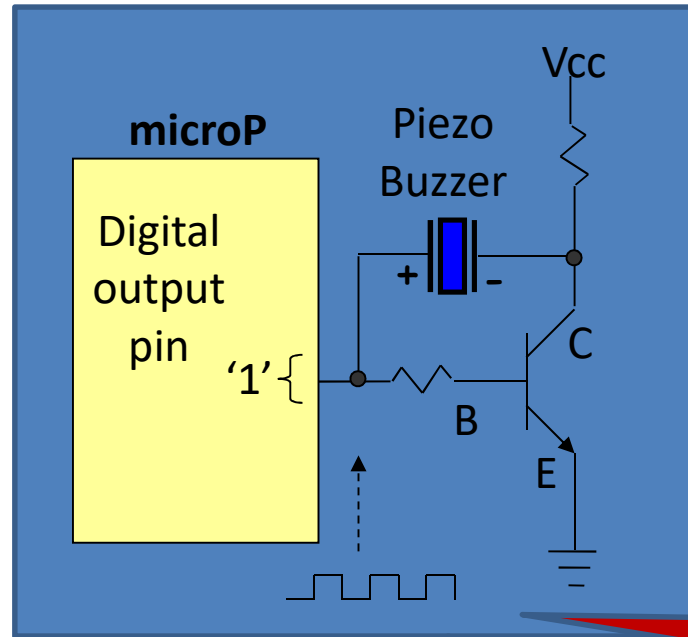 Vcc
microP
Piezo
Buzzer
Digital
output
pin
+
-
'1'
C
B
E